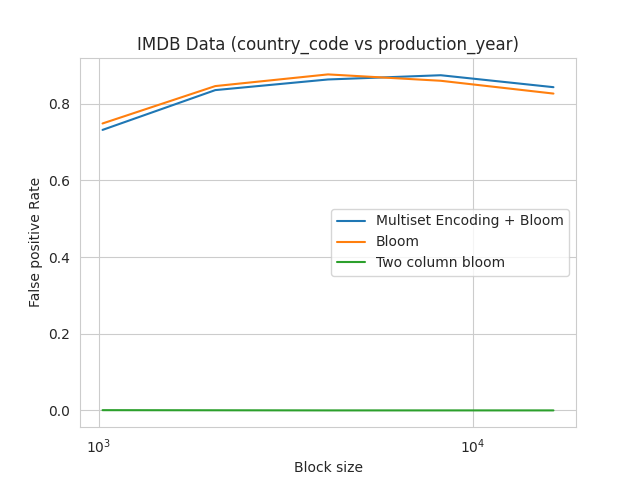 IMDB Data (country_code vs production_year)
False positive Rate
0.8
0.6
0.4
0.2
0.0
Multiset Encoding + Bloom
Bloom
Two column bloom
10³
10⁴
Block size